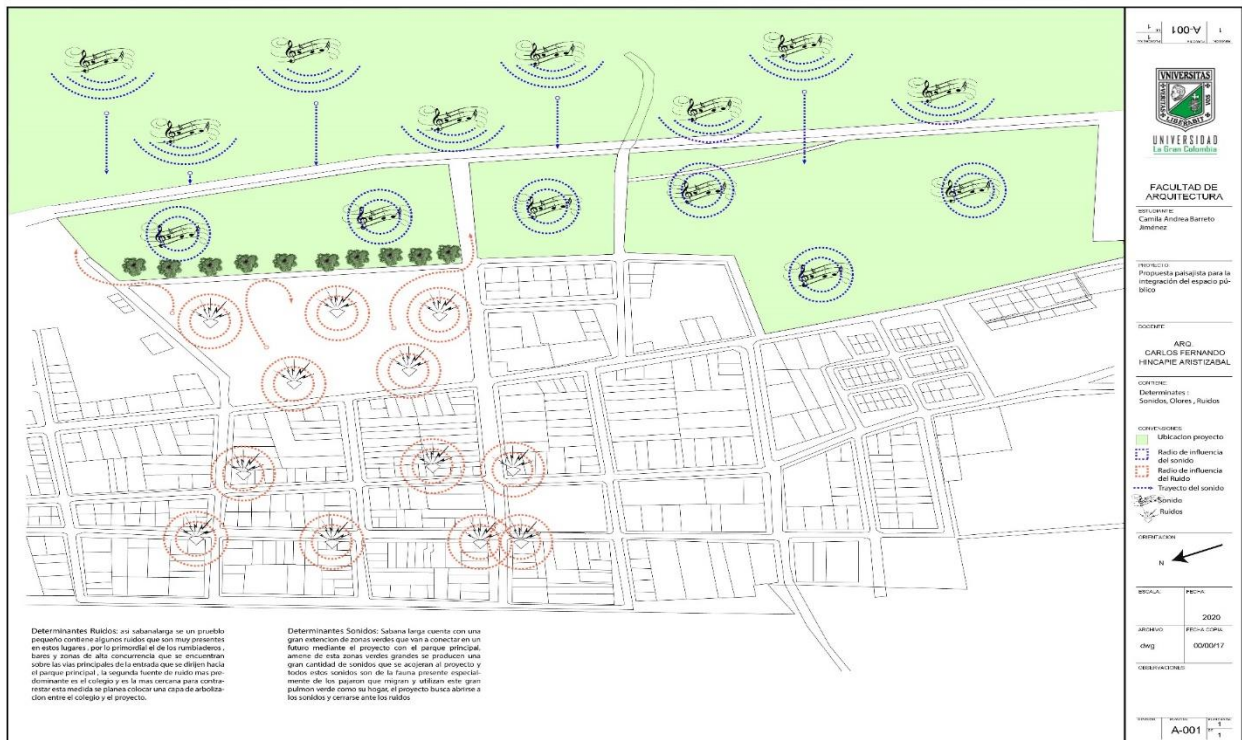 A-001
VNIVERSITAS
UNIVERSIDAD
La Gran Colombia
FACULTAD DE
ARQUITECTURA
ESTUDIANTE:
Camila Andrea Barreto
Jiménez
PROYECTO:
Propuesta paisajista para la
integración del espacio pú-
blico
DOCENTE
ARQ.
CARLOS FERNANDO
HINCAPIE ARISTIZABAL
CONTIENE:
Determinates :
Sonidos, Olores , Ruidos
CONVENCIONES:
Ubicacion proyecto
Radio de influencia
del sonido
Radio de influencia
del Ruido
Trayecto del sonido
Sonido
Ruidos
ORIENTACION
N
ESCALA:
FECHA:
2020
ARCHIVO
FECHA COPIA
dwg
00/00/17
OBSERVACIONES
A-001
1
1
Determinantes Ruidos: asi sabanalarga se un prueblo
pequeño contiene algunos ruidos que son muy presentes
en estos lugares , por lo primordial el de los rumbiaderos ,
bares y zonas de alta concurrencia que se encuentran
sobre las vias principales de la entrada que se dirijen hacia
el parque principal , la segunda fuente de ruido mas pre-
dominante es el colegio y es la mas cercana para contra-
restar esta medida se planea colocar una capa de arboliza-
cion entre el colegio y el proyecto.
Determinantes Sonidos: Sabana larga cuenta con una
gran extencion de zonas verdes que van a conectar en un
futuro mediante el proyecto con el parque principal,
amene de esta zonas verdes grandes se producen una
gran cantidad de sonidos que se acojeran al proyecto y
todos estos sonidos son de la fauna presente especial-
mente de los pajaron que migran y utilizan este gran
pulmon verde como su hogar, el proyecto busca abrirse a
los sonidos y cerrarse ante los ruidos